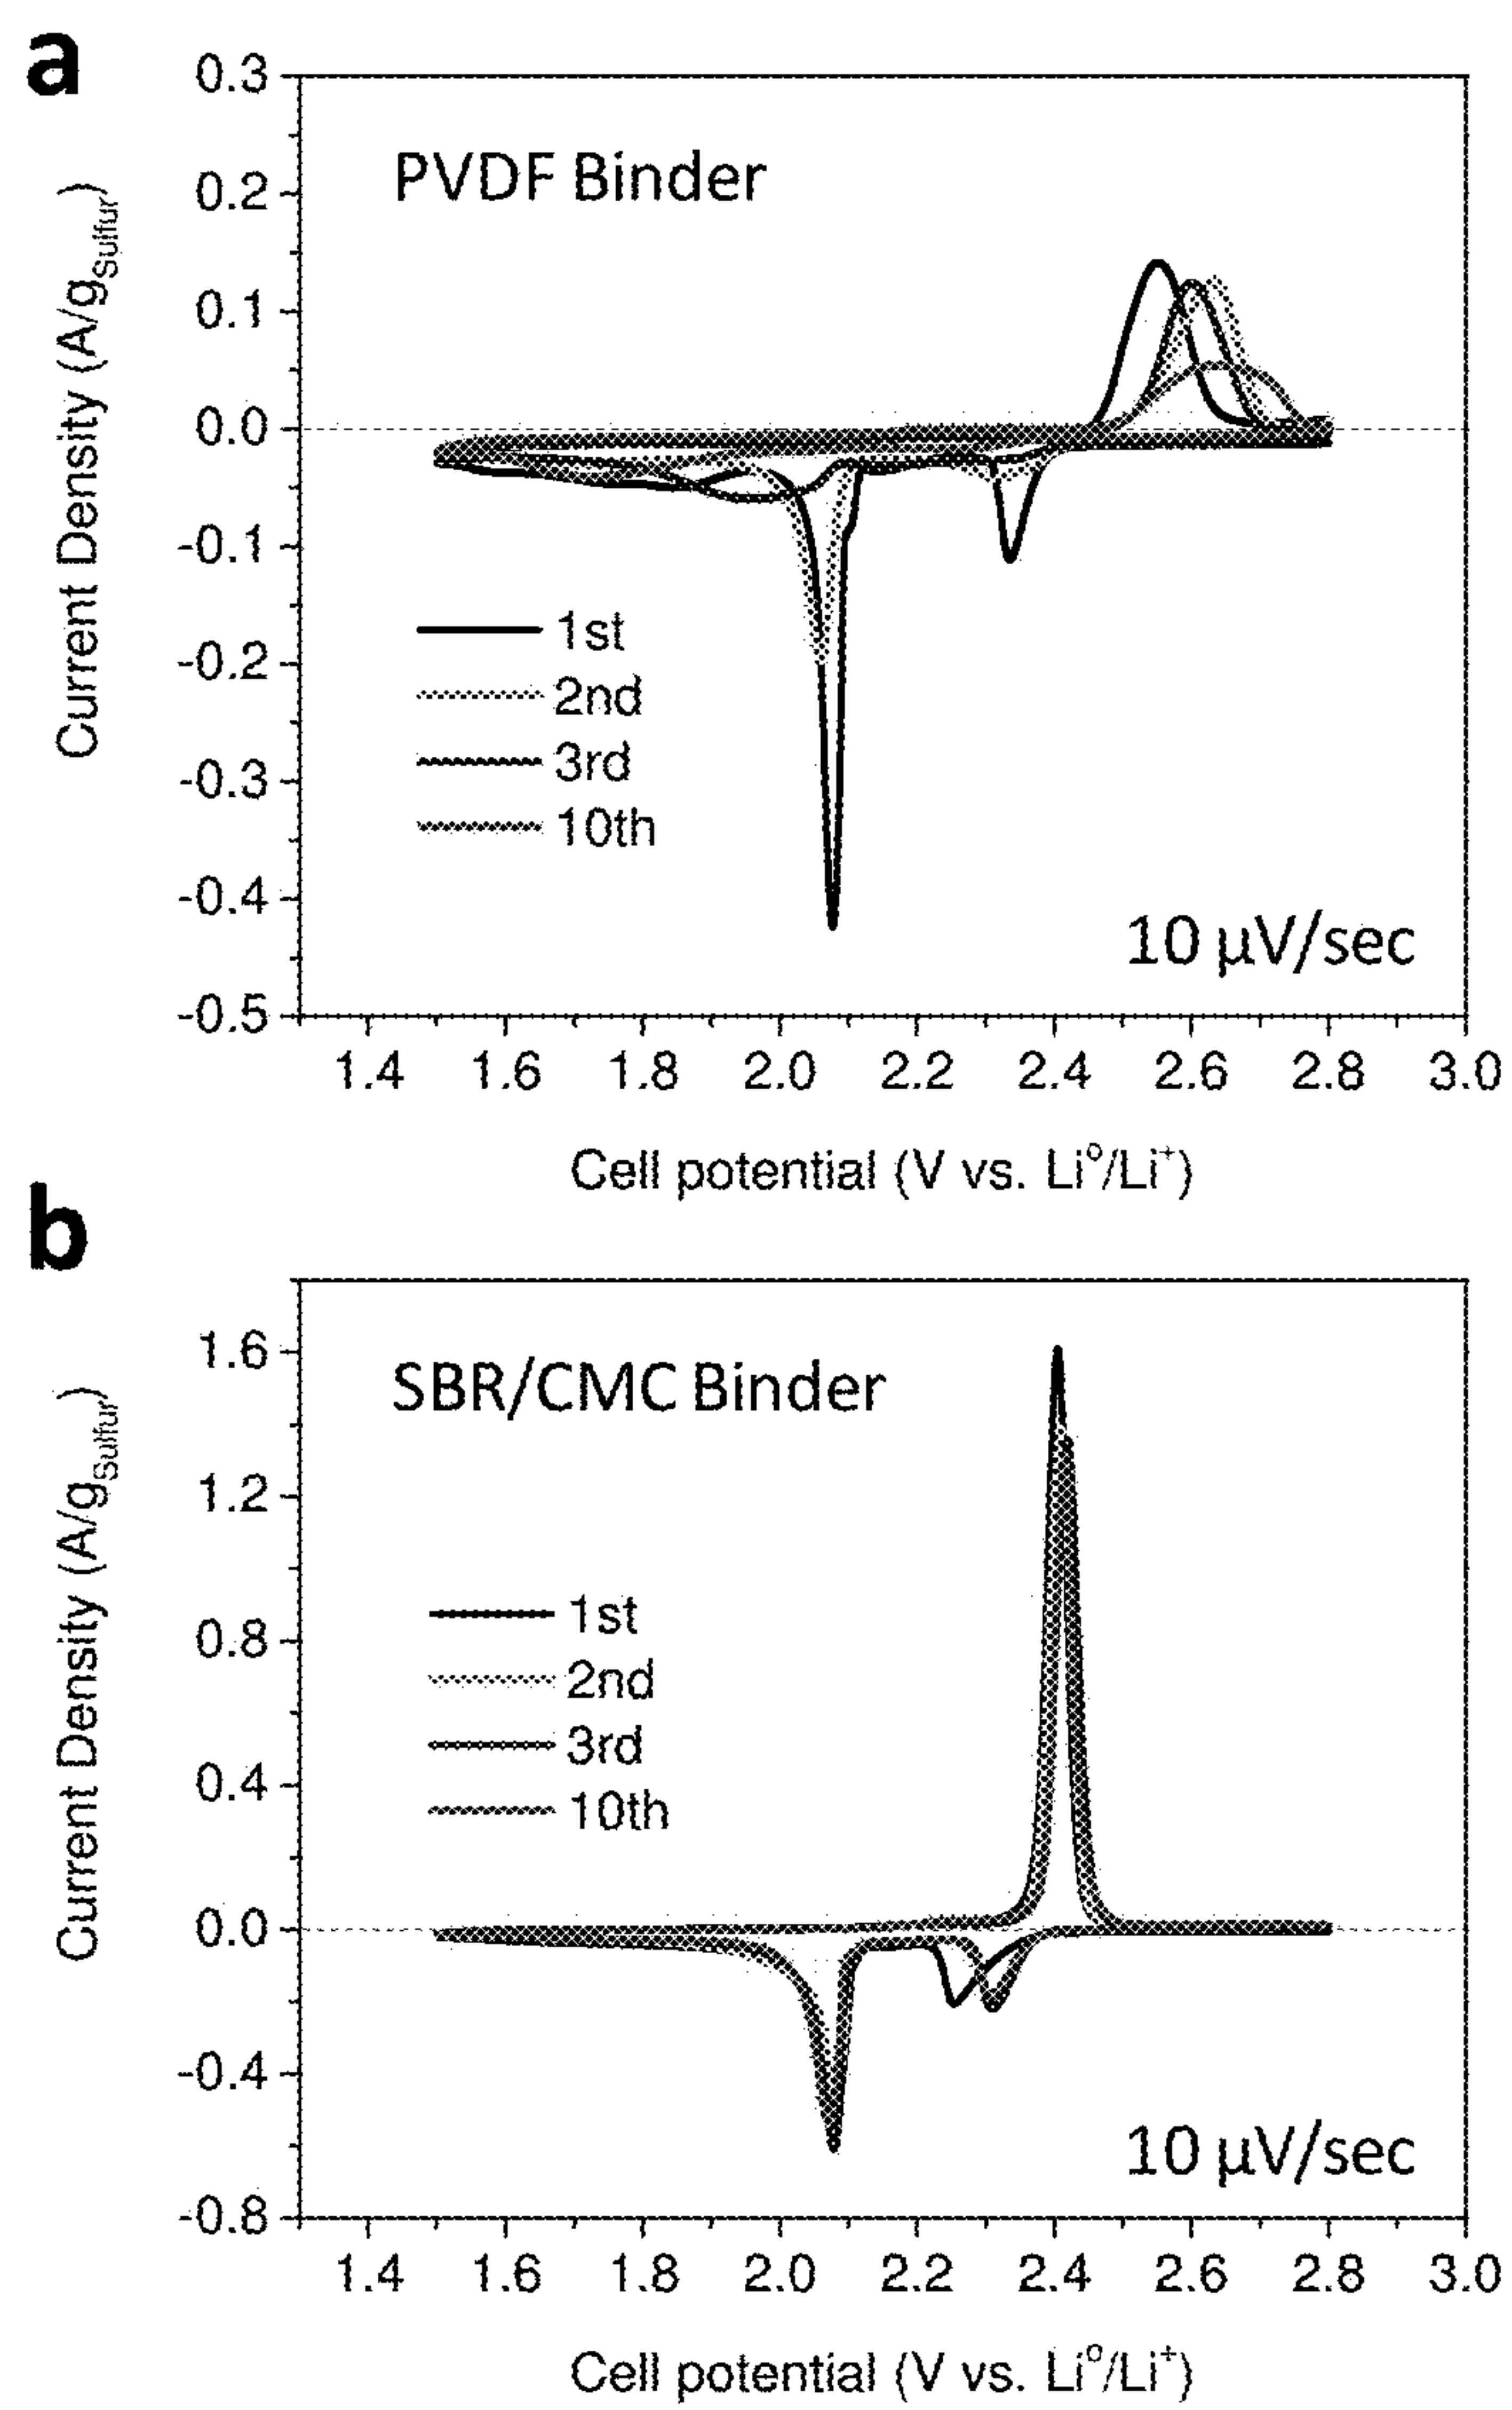 a
0.3
0.2
0.1
0.0
-0.1
-0.2
-0.3
-0.4
-0.5
Current Density (A/gSulfur)
PVDF Binder
1st
2nd
3rd
10th
10 µV/sec
1.4 1.6 1.8 2.0 2.2 2.4 2.6 2.8 3.0
Cell potential (V vs. Li°/Li+)
b
1.6
1.2
0.8
0.4
0.0
-0.4
-0.8
Current Density (A/gSulfur)
SBR/CMC Binder
1st
2nd
3rd
10th
10 µV/sec
1.4 1.6 1.8 2.0 2.2 2.4 2.6 2.8 3.0
Cell potential (V vs. Li°/Li+)